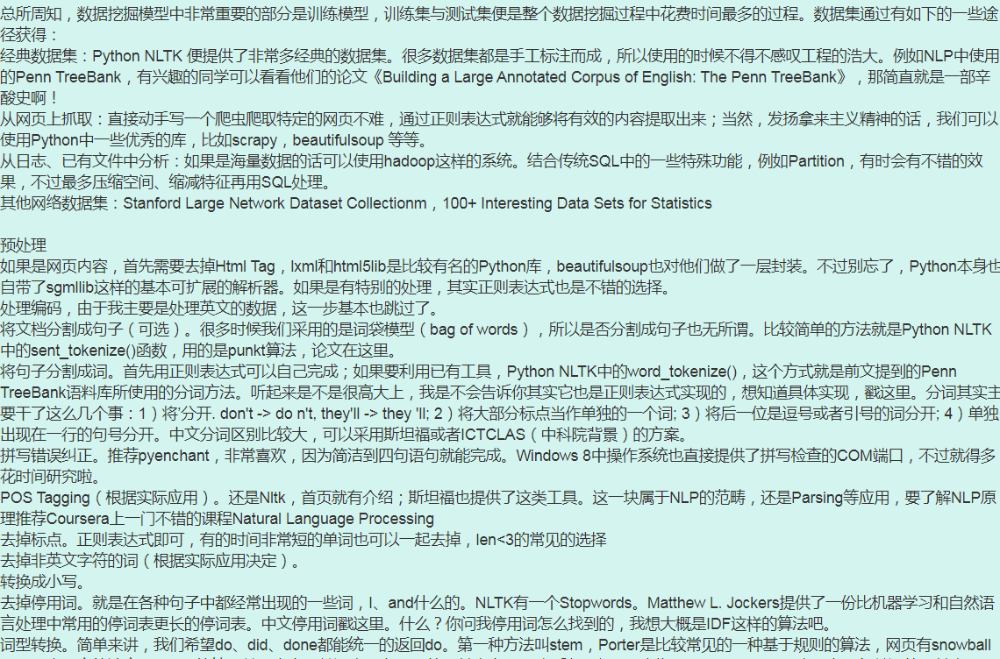 总所周知，数据挖掘模型中非常重要的部分是训练模型，训练集与测试集便是整个数据挖掘过程中花费时间最多的过程。数据集通过有如下的一些途
径获得：
经典数据集：Python NLTK 便提供了非常多经典的数据集。很多数据集都是手工标注而成，所以使用的时候不得不感叹工程的浩大。例如NLP中使用
的Penn TreeBank，有兴趣的同学可以看看他们的论文《Building a Large Annotated Corpus of English: The Penn TreeBank》，那简直就是一部辛
酸史啊！
从网页上抓取：直接动手写一个爬虫爬取特定的网页不难，通过正则表达式就能够将有效的内容提取出来；当然，发扬拿来主义精神的话，我们可以
使用Python中一些优秀的库，比如scrapy，beautifulsoup 等等。
从日志、已有文件中分析：如果是海量数据的话可以使用hadoop这样的系统。结合传统SQL中的一些特殊功能，例如Partition，有时会有不错的效
果，不过最多压缩空间、缩减特征再用SQL处理。
其他网络数据集：Stanford Large Network Dataset Collectionm，100+ Interesting Data Sets for Statistics
预处理
如果是网页内容，首先需要去掉Html Tag，lxml和html5lib是比较有名的Python库，beautifulsoup也对他们做了一层封装。不过别忘了，Python本身也
自带了sgmllib这样的基本可扩展的解析器。如果是有特别的处理，其实正则表达式也是不错的选择。
处理编码，由于我主要是处理英文的数据，这一步基本也跳过了。
将文档分割成句子（可选）。很多时候我们采用的是词袋模型（bag of words），所以是否分割成句子也无所谓。比较简单的方法就是Python NLTK
中的sent_tokenize()函数，用的是punkt算法，论文在这里。
将句子分割成词。首先用正则表达式可以自己完成；如果要利用已有工具，Python NLTK中的word_tokenize()，这个方式就是前文提到的Penn
TreeBank语料库所使用的分词方法。听起来是不是很高大上，我是不会告诉你其实它也是正则表达式实现的，想知道具体实现，戳这里。分词其实主
要干了这么几个事：1）将'分开. don't -> do n't, they'll -> they 'll; 2）将大部分标点当作单独的一个词; 3）将后一位是逗号或者引号的词分开; 4）单独
出现在一行的句号分开。中文分词区别比较大，可以采用斯坦福或者ICTCLAS（中科院背景）的方案。
拼写错误纠正。推荐pyenchant，非常喜欢，因为简洁到四句语句就能完成。Windows 8中操作系统也直接提供了拼写检查的COM端口，不过就得多
花时间研究啦。
POS Tagging（根据实际应用）。还是Nltk，首页就有介绍；斯坦福也提供了这类工具。这一块属于NLP的范畴，还是Parsing等应用，要了解NLP原
理推荐Coursera上一门不错的课程Natural Language Processing
去掉标点。正则表达式即可，有的时间非常短的单词也可以一起去掉，len<3的常见的选择
去掉非英文字符的词（根据实际应用决定）。
转换成小写。
去掉停用词。就是在各种句子中都经常出现的一些词，I、and什么的。NLTK有一个Stopwords。Matthew L. Jockers提供了一份比机器学习和自然语
言处理中常用的停词表更长的停词表。中文停用词戳这里。什么？你问我停用词怎么找到的，我想大概是IDF这样的算法吧。
词型转换。简单来讲，我们希望do、did、done都能统一的返回do。第一种方法叫stem，Porter是比较常见的一种基于规则的算法，网页有snowball